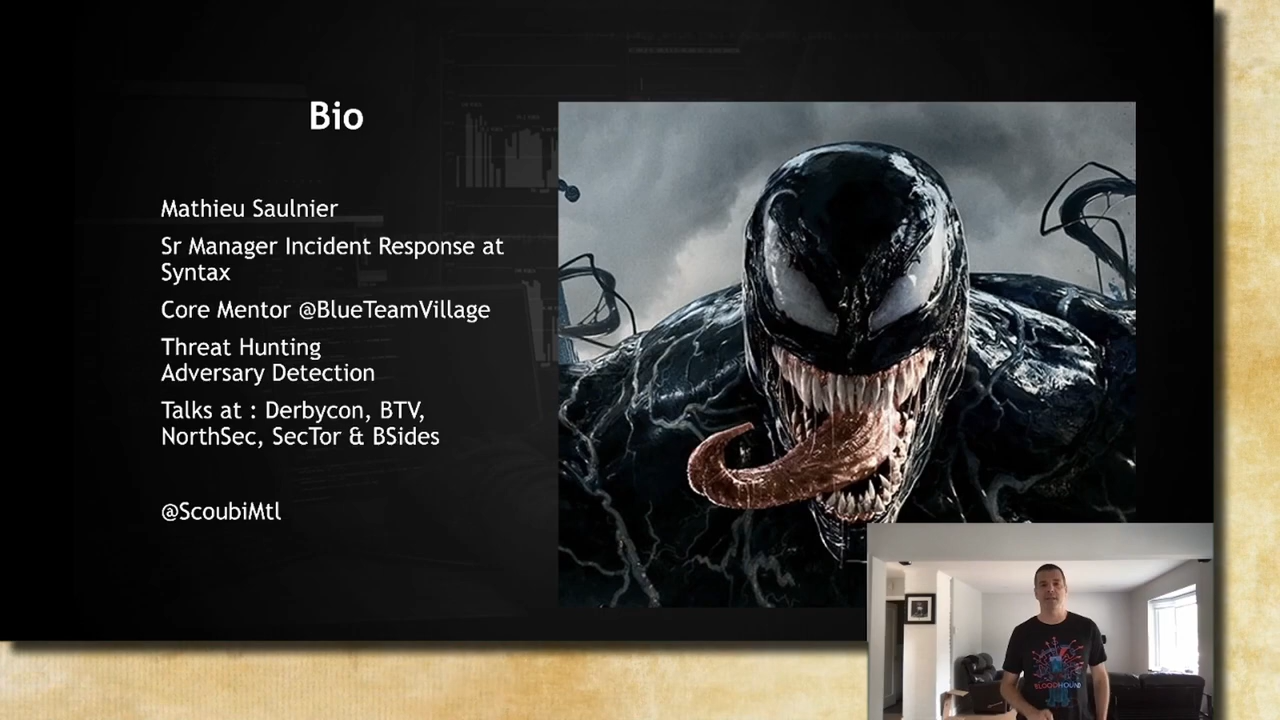 Bio
Mathieu Saulnier
Sr Manager Incident Response at
Syntax
Core Mentor @BlueTeamVillage
Threat Hunting
Adversary Detection
Talks at : Derbycon, BTV,
NorthSec, SecTor & BSides
@ScoubiMtl
BLOODHOUND